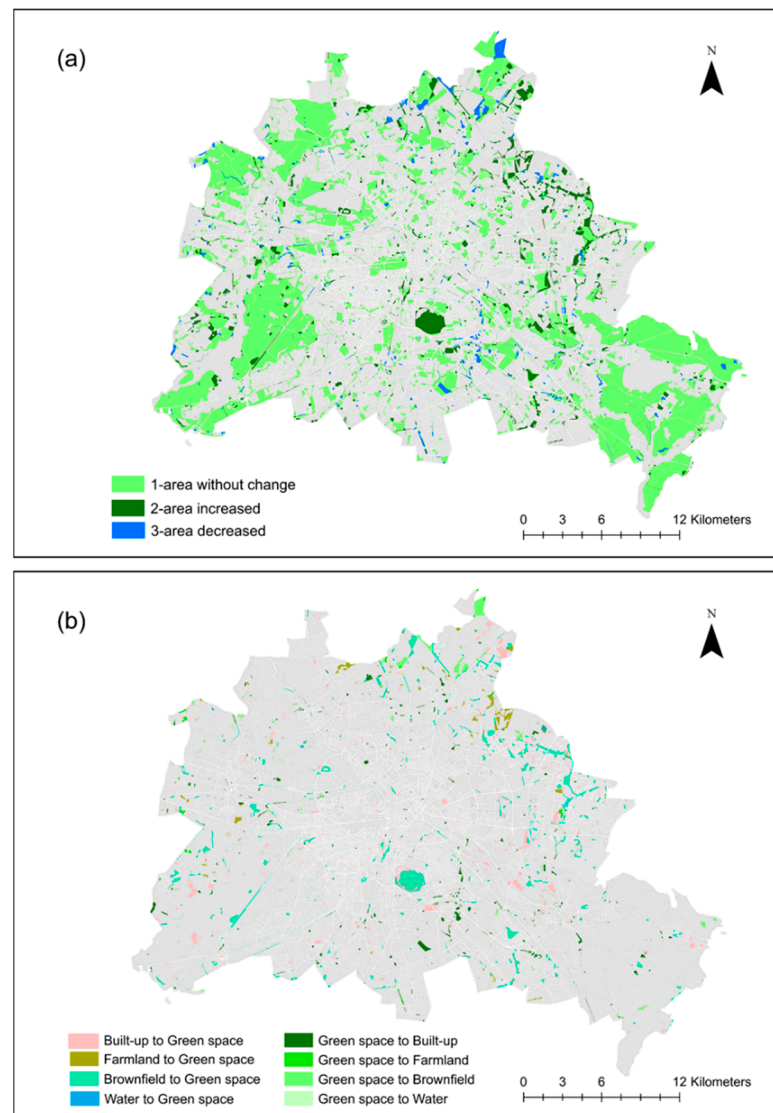 (a)
N
1-area without change
2-area increased
3-area decreased
0 3 6 12 Kilometers
(b)
N
Built-up to Green space
Farmland to Green space
Brownfield to Green space
Water to Green space
Green space to Built-up
Green space to Farmland
Green space to Brownfield
Green space to Water
0 3 6 12 Kilometers